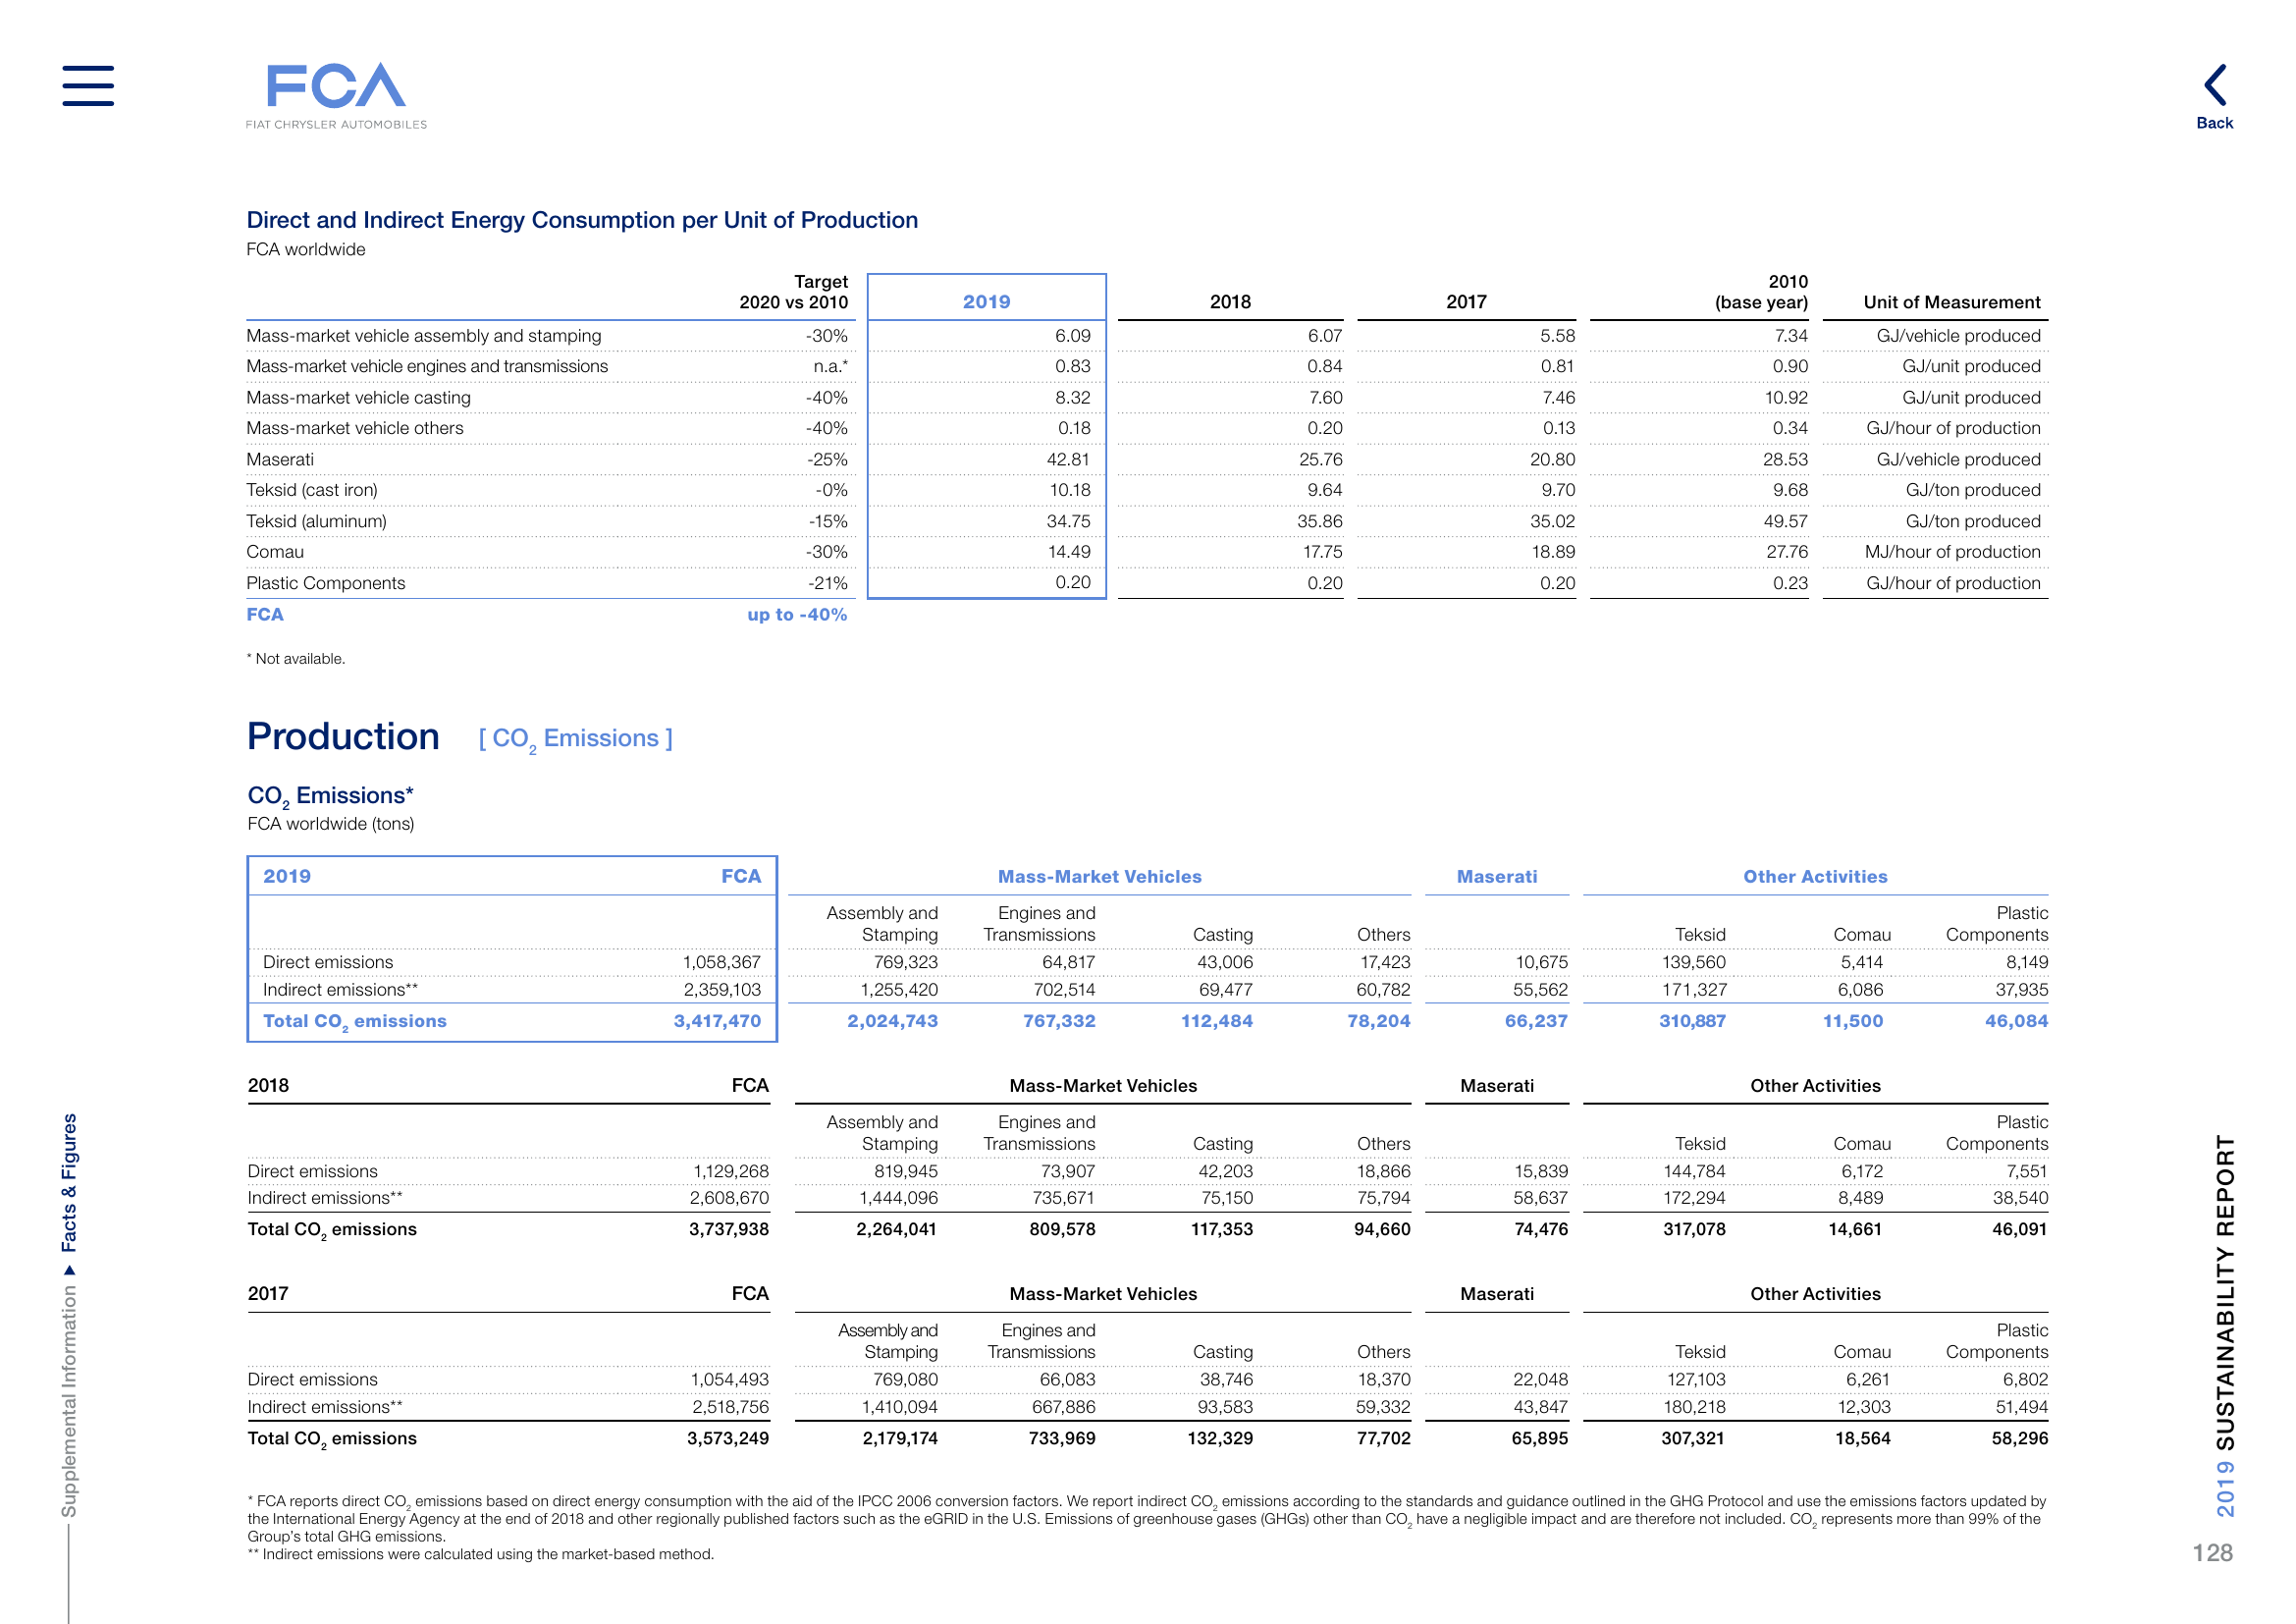 FCA
FIAT CHRYSLER AUTOMOBILES
Back
Direct and Indirect Energy Consumption per Unit of Production
FCA worldwide
Target 2020 vs 2010 2019 2018 2017 2010 (base year) Unit of Measurement
Mass-market vehicle assembly and stamping -30% 6.09 6.07 5.58 7.34 GJ/vehicle produced
Mass-market vehicle engines and transmissions n.a.* 0.83 0.84 0.81 0.90 GJ/unit produced
Mass-market vehicle casting -40% 8.32 7.60 7.46 10.92 GJ/unit produced
Mass-market vehicle others -40% 0.18 0.20 0.13 0.34 GJ/hour of production
Maserati -25% 42.81 25.76 20.80 28.53 GJ/vehicle produced
Teksid (cast iron) -0% 10.18 9.64 9.70 9.68 GJ/ton produced
Teksid (aluminum) -15% 34.75 35.86 35.02 49.57 GJ/ton produced
Comau -30% 14.49 17.75 18.89 27.76 MJ/hour of production
Plastic Components -21% 0.20 0.20 0.20 0.23 GJ/hour of production
FCA up to -40%
* Not available.
Production [ CO2 Emissions ]
CO2 Emissions*
FCA worldwide (tons)
2019 FCA Mass-Market Vehicles Maserati Other Activities
Assembly and Stamping Engines and Transmissions Casting Others Teksid Comau Plastic Components
Direct emissions 1,058,367 769,323 64,817 43,006 17,423 10,675 139,560 5,414 8,149
Indirect emissions** 2,359,103 1,255,420 702,514 69,477 60,782 55,562 171,327 6,086 37,935
Total CO2 emissions 3,417,470 2,024,743 767,332 112,484 78,204 66,237 310,887 11,500 46,084
2018 FCA Mass-Market Vehicles Maserati Other Activities
Assembly and Stamping Engines and Transmissions Casting Others Teksid Comau Plastic Components
Direct emissions 1,129,268 819,945 73,907 42,203 18,866 15,839 144,784 6,172 7,551
Indirect emissions** 2,608,670 1,444,096 735,671 75,150 75,794 58,637 172,294 8,489 38,540
Total CO2 emissions 3,737,938 2,264,041 809,578 117,353 94,660 74,476 317,078 14,661 46,091
2017 FCA Mass-Market Vehicles Maserati Other Activities
Assembly and Stamping Engines and Transmissions Casting Others Teksid Comau Plastic Components
Direct emissions 1,054,493 769,080 66,083 38,746 18,370 22,048 127,103 6,261 6,802
Indirect emissions** 2,518,756 1,410,094 667,886 93,583 59,332 43,847 180,218 12,303 51,494
Total CO2 emissions 3,573,249 2,179,174 733,969 132,329 77,702 65,895 307,321 18,564 58,296
* FCA reports direct CO2 emissions based on direct energy consumption with the aid of the IPCC 2006 conversion factors. We report indirect CO2 emissions according to the standards and guidance outlined in the GHG Protocol and use the emissions factors updated by
the International Energy Agency at the end of 2018 and other regionally published factors such as the eGRID in the U.S. Emissions of greenhouse gases (GHGs) other than CO2 have a negligible impact and are therefore not included. CO2 represents more than 99% of the
Group's total GHG emissions.
** Indirect emissions were calculated using the market-based method.
Supplemental Information ▶ Facts & Figures
2019 SUSTAINABILITY REPORT
128